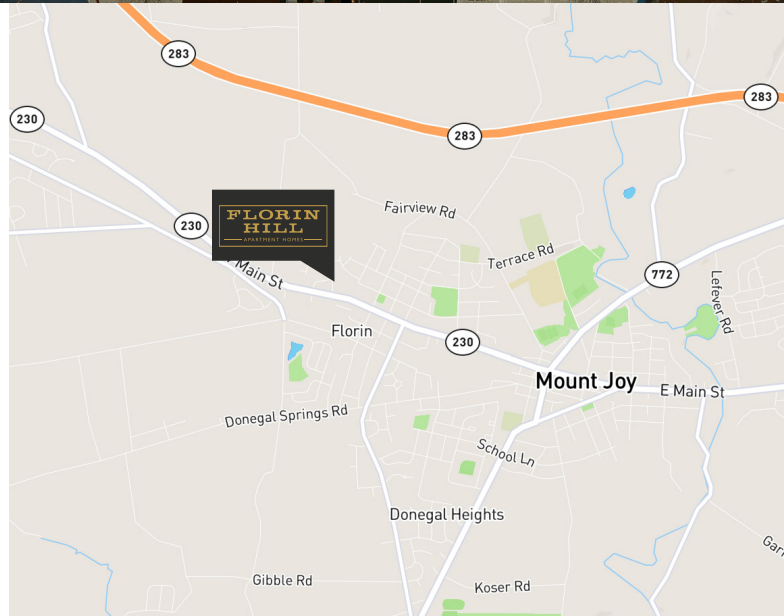 283
283
283
230
FLORIN
HILL
APARTMENT HOMES
Fairview Rd
230
Terrace Rd
Main St
772
Lefever Rd
Florin
230
Mount Joy
E Main St
Donegal Springs Rd
School Ln
Donegal Heights
Gibble Rd
Koser Rd